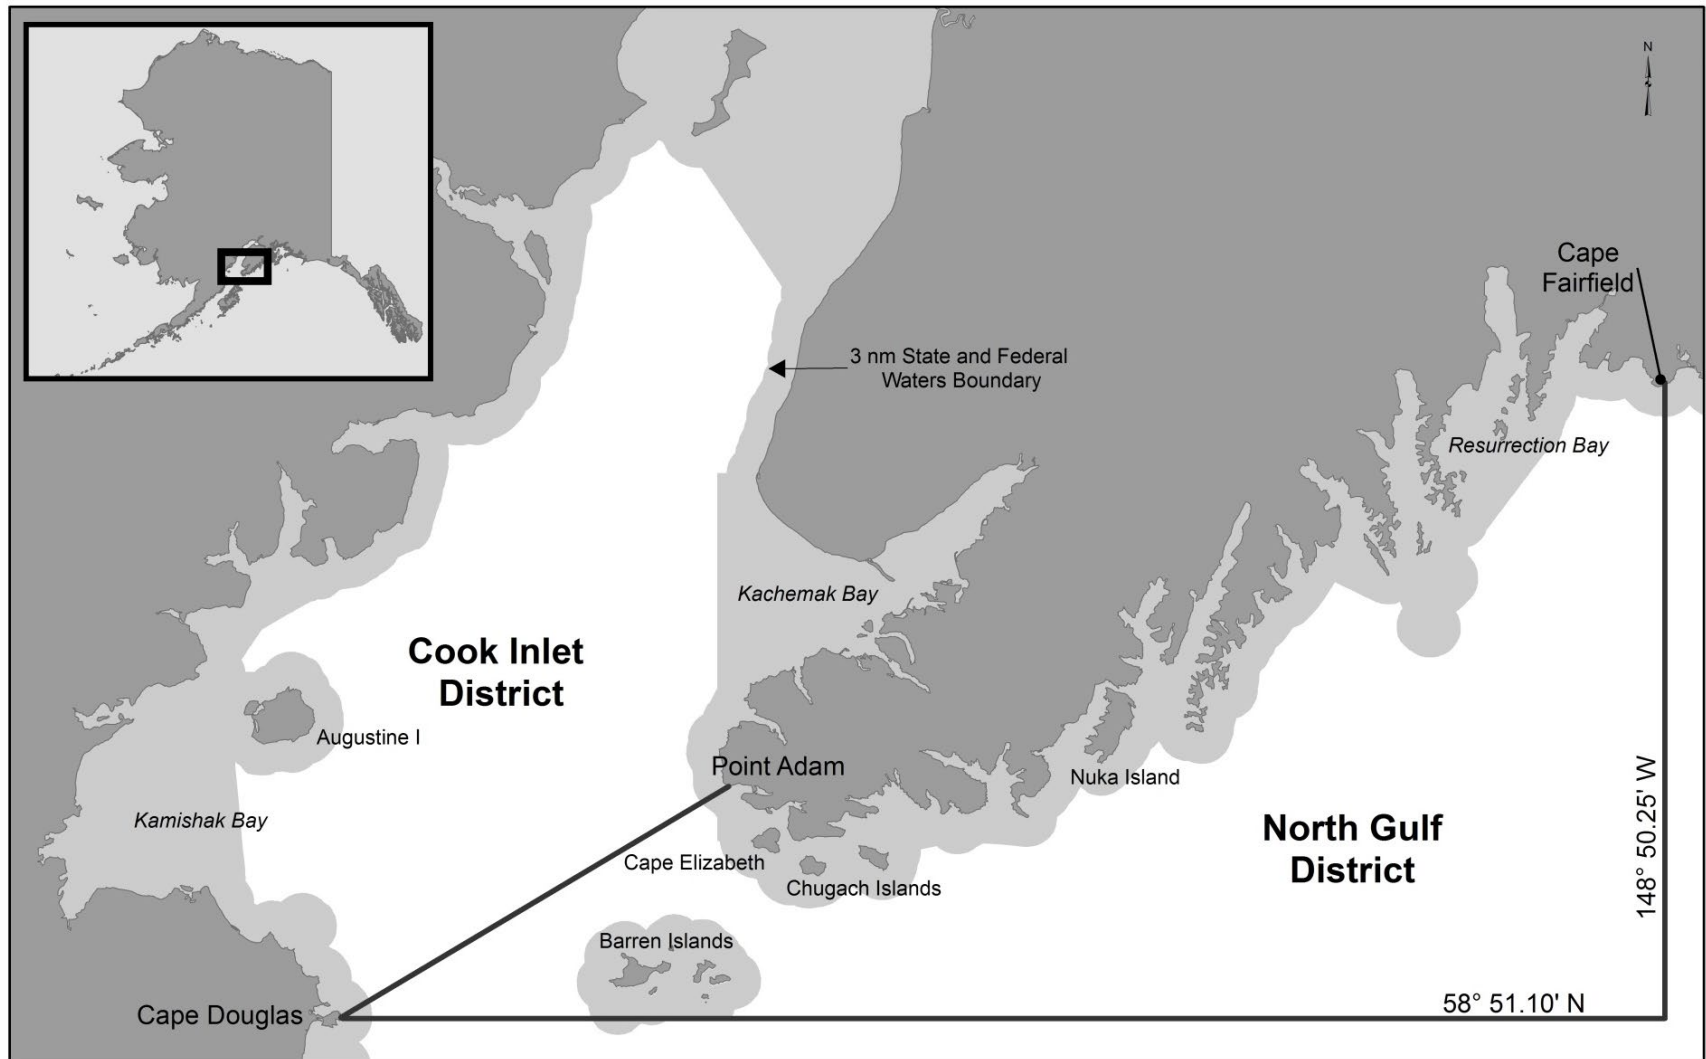 N
Cape
Fairfield
3 nm State and Federal
Waters Boundary
Resurrection Bay
Kachemak Bay
Cook Inlet
District
Augustine I
Point Adam
Nuka Island
Kamishak Bay
Cape Elizabeth
Chugach Islands
North Gulf
District
148° 50.25' W
Barren Islands
Cape Douglas
58° 51.10' N